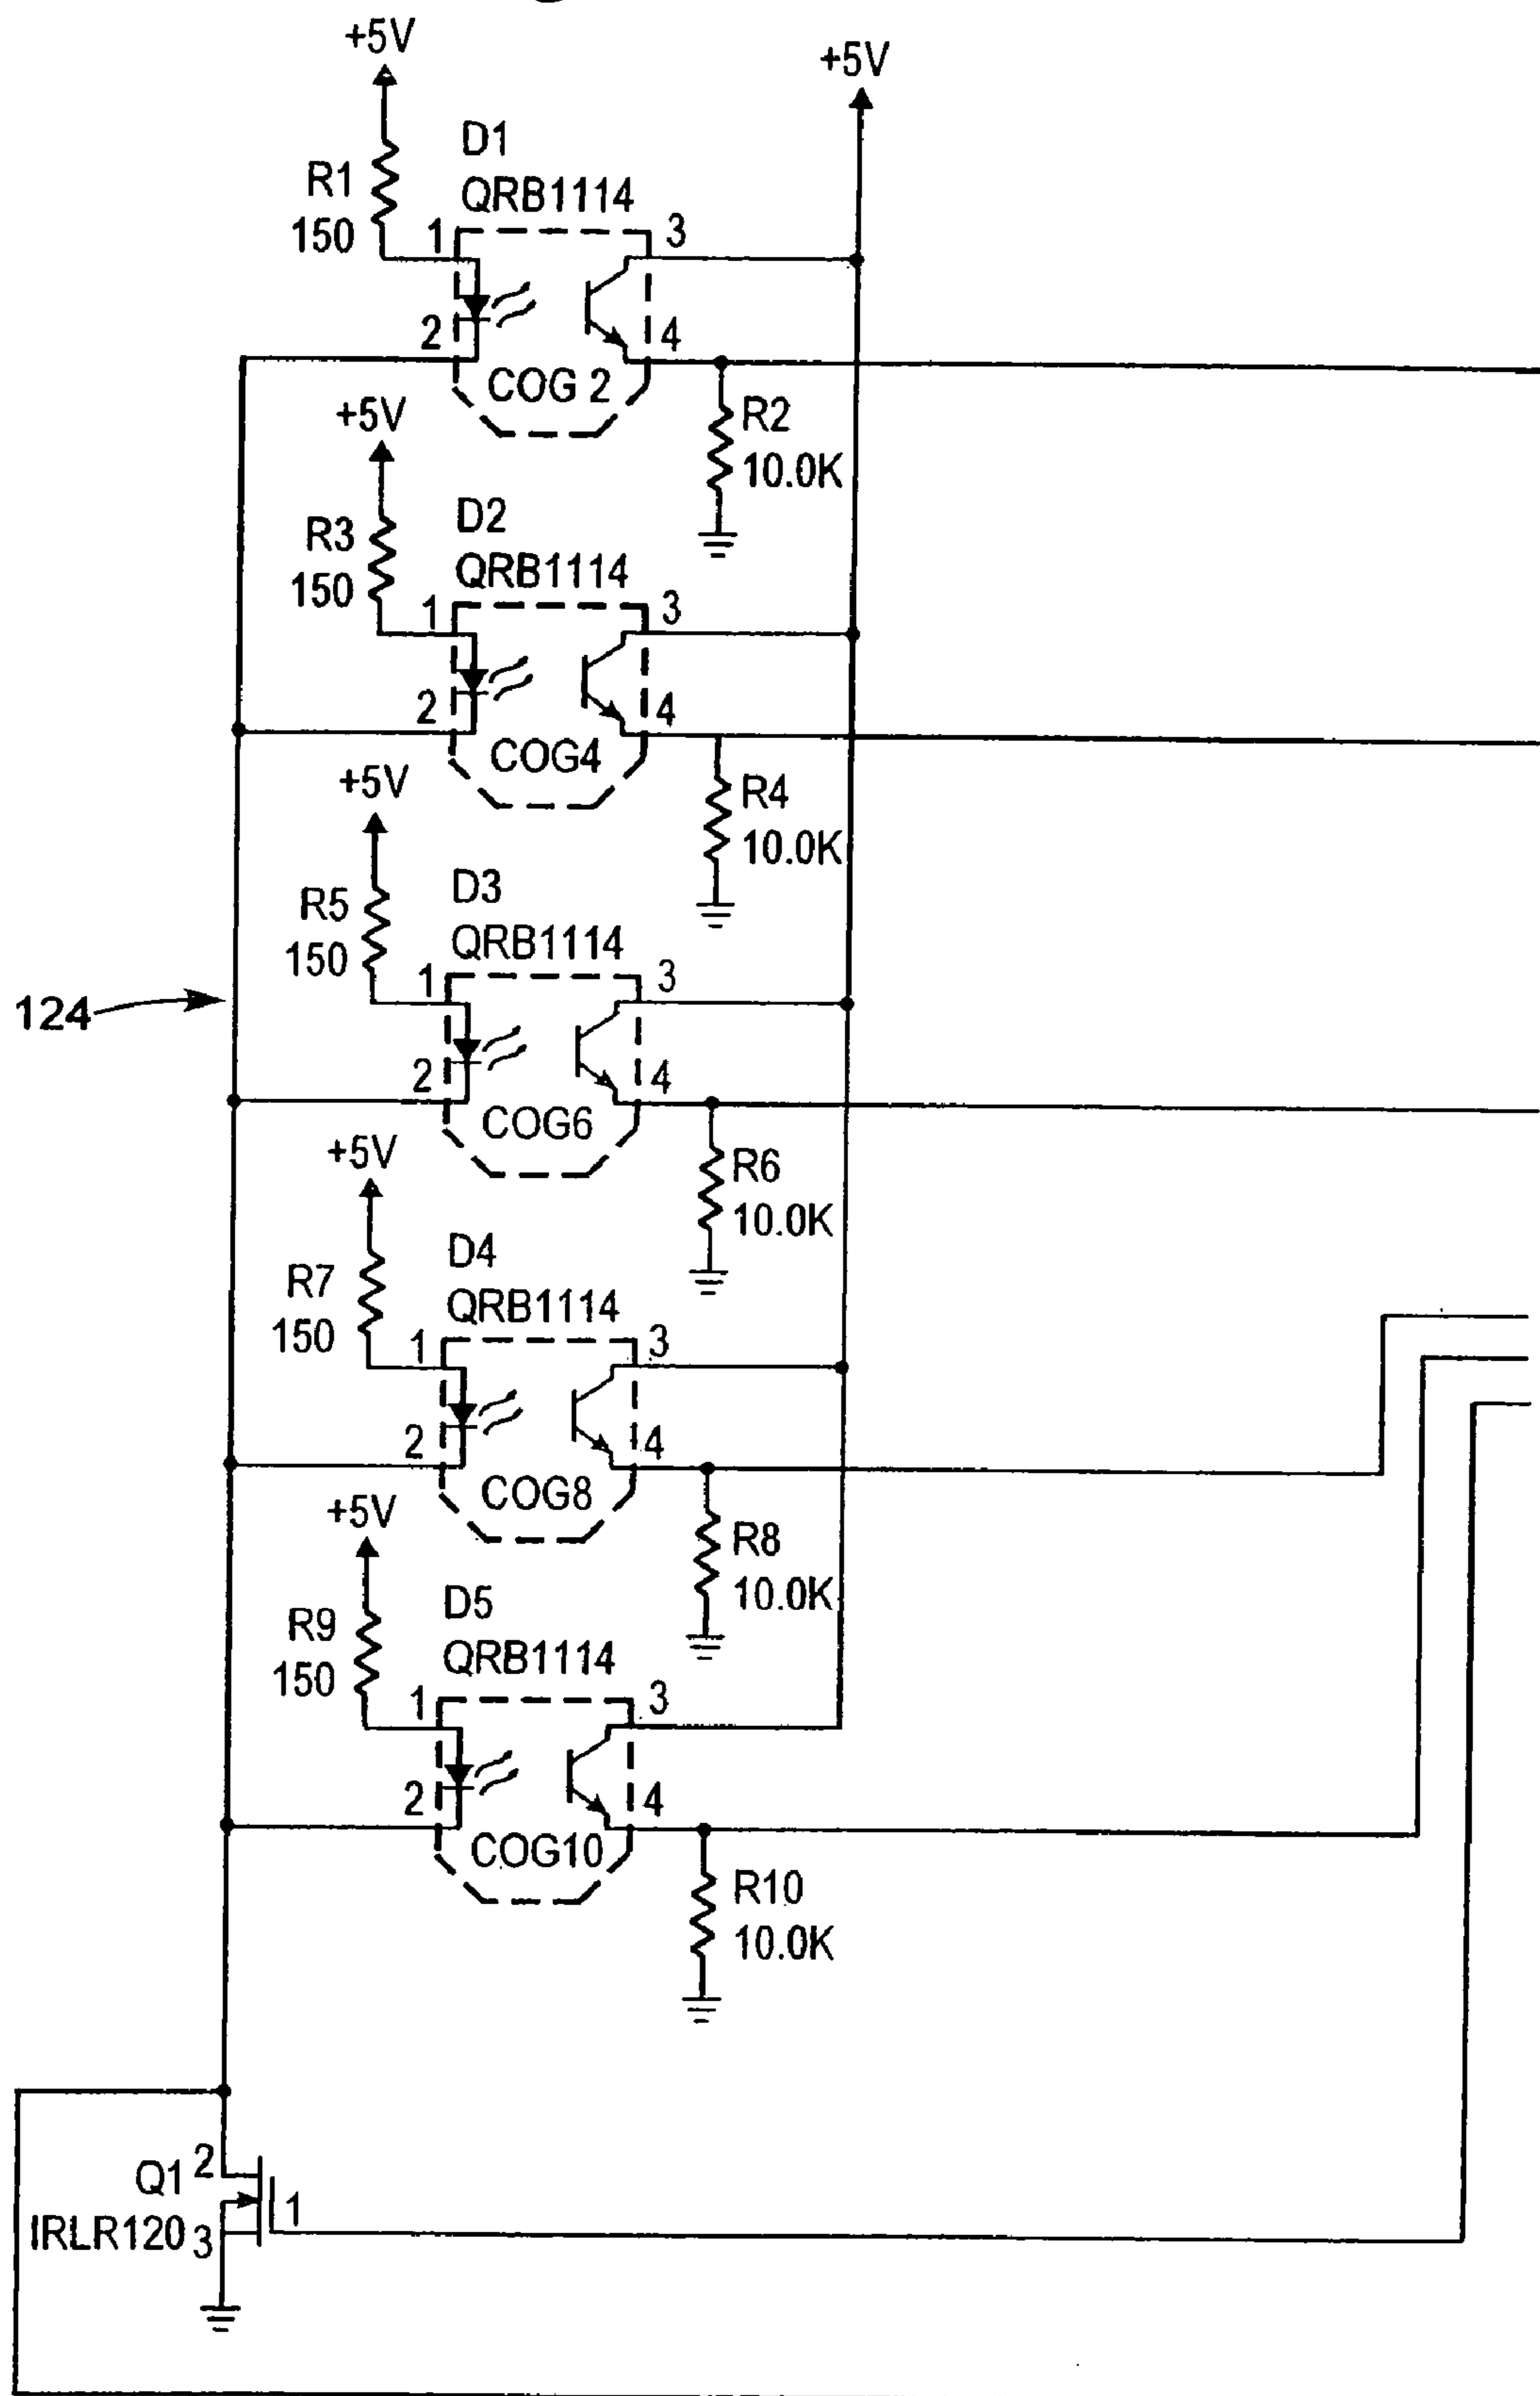 +5V
+5V
D1
QRB1114
R1
150
1
3
2
4
COG 2
R2
10.0K
+5V
D2
QRB1114
R3
150
1
3
2
4
COG4
R4
10.0K
+5V
D3
QRB1114
R5
150
1
3
124
2
4
COG6
R6
10.0K
+5V
D4
QRB1114
R7
150
1
3
2
4
COG8
R8
10.0K
+5V
D5
QRB1114
R9
150
1
3
2
4
COG10
R10
10.0K
Q1
2
1
IRLR120
3